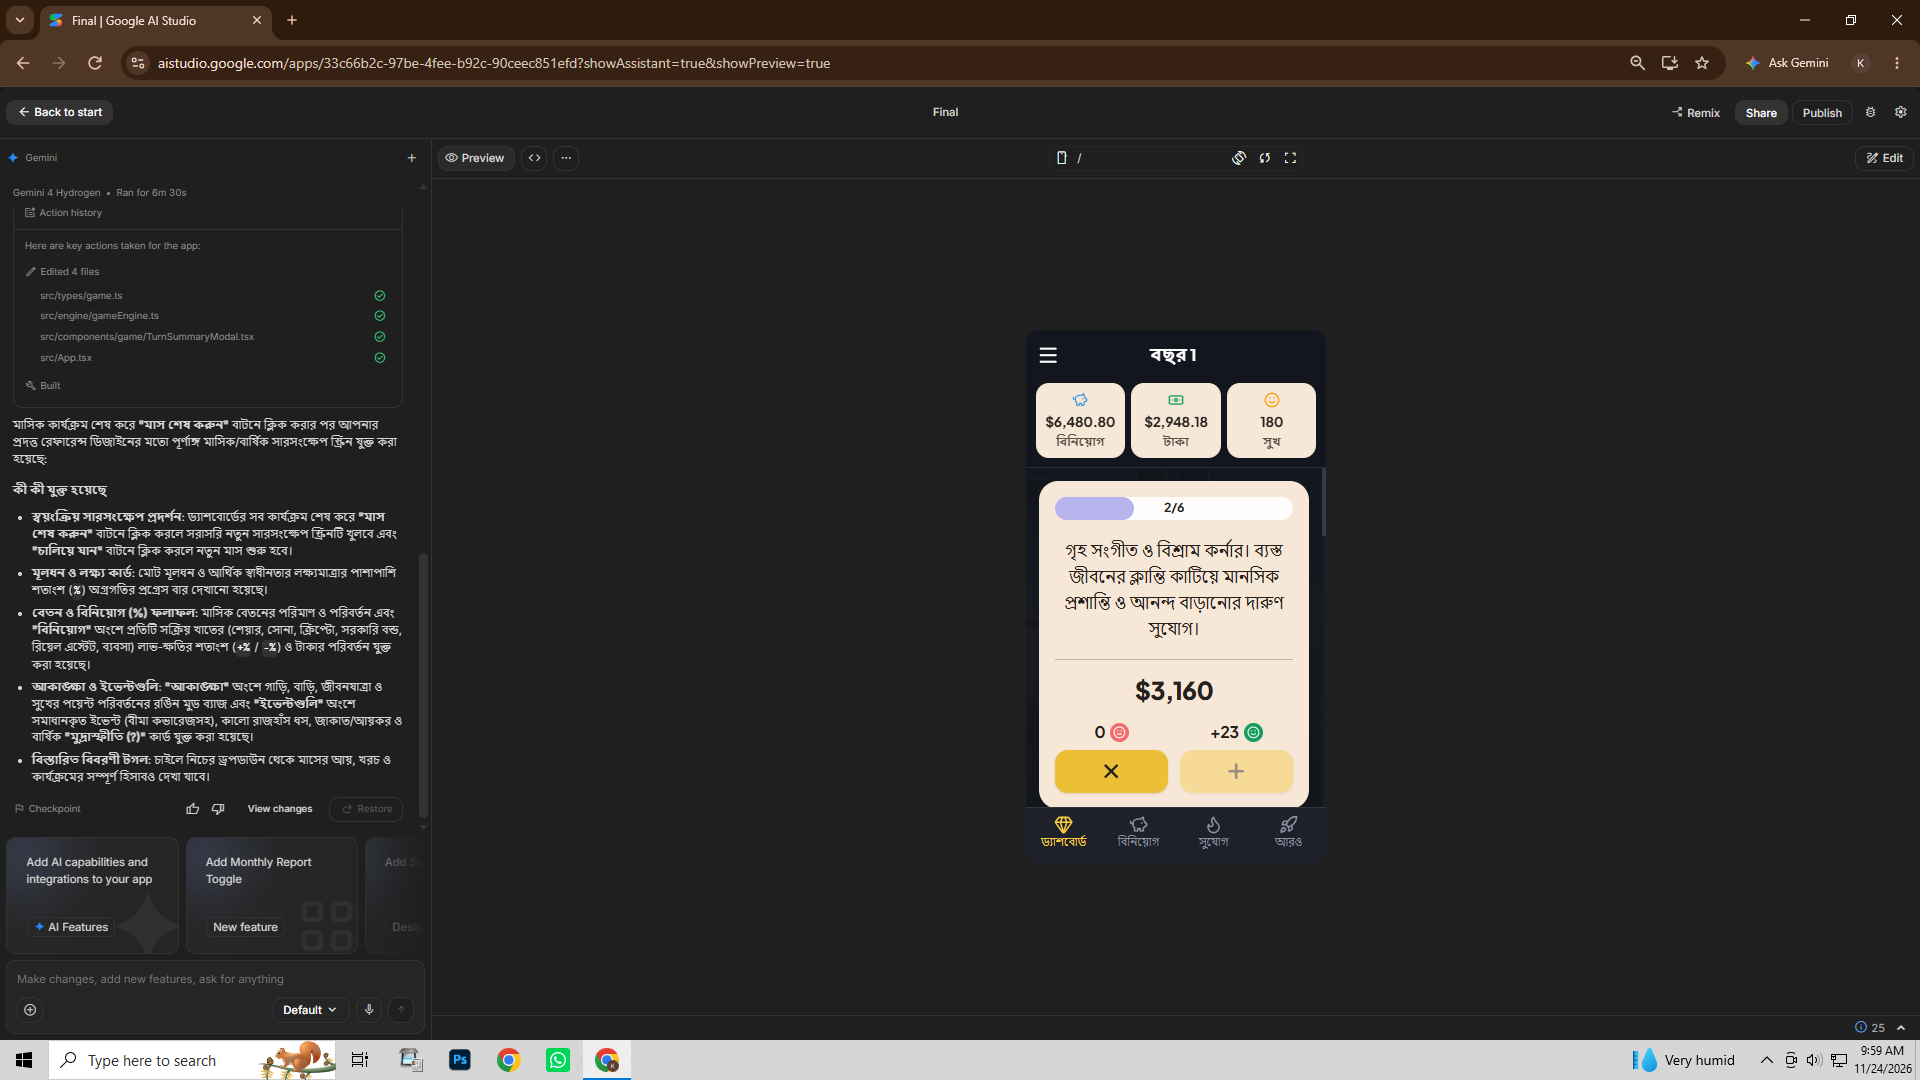 Final | Google AI Studio
aistudio.google.com/apps/33c66b2c-97be-4fee-b92c-90ceec851efd?showAssistant=true&showPreview=true
Ask Gemini
K
Back to start
Final
Remix
Share
Publish
Gemini
Preview
/
Edit
Gemini 4 Hydrogen • Ran for 6m 30s
Action history
Here are key actions taken for the app:
Edited 4 files
src/types/game.ts
src/engine/gameEngine.ts
src/components/game/TurnSummaryModal.tsx
src/App.tsx
Built
মাসিক কার্যক্রম শেষ করে "মাস শেষ করুন" বাটনে ক্লিক করার পর আপনার
প্রদত্ত রেফারেন্স ডিজাইনের মতো পূর্ণাঙ্গ মাসিক/বার্ষিক সারসংক্ষেপ স্ক্রিন যুক্ত করা
হয়েছে:
কী কী যুক্ত হয়েছে
• স্বয়ংক্রিয় সারসংক্ষেপ প্রদর্শন: ড্যাশবোর্ডের সব কার্যক্রম শেষ করে "মাস
শেষ করুন" বাটনে ক্লিক করলে সরাসরি নতুন সারসংক্ষেপ স্ক্রিনটি খুলবে এবং
"চালিয়ে যান" বাটনে ক্লিক করলে নতুন মাস শুরু হবে।
• মূলধন ও লক্ষ্য কার্ড: মোট মূলধন ও আর্থিক স্বাধীনতার লক্ষ্যমাত্রার পাশাপাশি
শতাংশ (%) অগ্রগতির প্রগ্রেস বার দেখানো হয়েছে।
• বেতন ও বিনিয়োগ (%) ফলাফল: মাসিক বেতনের পরিমাণ ও পরিবর্তন এবং
"বিনিয়োগ" অংশে প্রতিটি সক্রিয় খাতের (শেয়ার, সোনা, ক্রিপ্টো, সরকারি বন্ড,
রিয়েল এস্টেট, ব্যবসা) লাভ-ক্ষতির শতাংশ (+% / -%) ও টাকার পরিবর্তন যুক্ত
করা হয়েছে।
• আকাঙ্ক্ষা ও ইভেন্টগুলি: "আকাঙ্ক্ষা" অংশে গাড়ি, বাড়ি, জীবনযাত্রা ও
সুখের পয়েন্ট পরিবর্তনের রঙিন মুড ব্যাজ এবং "ইভেন্টগুলি" অংশে
সমাধানকৃত ইভেন্ট (বীমা কভারেজসহ), কালো রাজহাঁস ধস, জাকাত/আয়কর ও
বার্ষিক "মুদ্রাস্ফীতি (?)" কার্ড যুক্ত করা হয়েছে।
• বিস্তারিত বিবরণী টগল: চাইলে নিচের ড্রপডাউন থেকে মাসের আয়, খরচ ও
কার্যক্রমের সম্পূর্ণ হিসাবও দেখা যাবে।
Checkpoint
View changes
Restore
Add AI capabilities and
integrations to your app
AI Features
Add Monthly Report
Toggle
New feature
Make changes, add new features, ask for anything
Default
বছর 1
$6,480.80
বিনিয়োগ
$2,948.18
টাকা
180
সুখ
2/6
গৃহ সংগীত ও বিশ্রাম কর্নার। ব্যস্ত
জীবনের ক্লান্তি কাটিয়ে মানসিক
প্রশান্তি ও আনন্দ বাড়ানোর দারুণ
সুযোগ।
$3,160
0
+23
ড্যাশবোর্ড
বিনিয়োগ
সুযোগ
আরও
25
Type here to search
Ps
Very humid
9:59 AM
11/24/2026